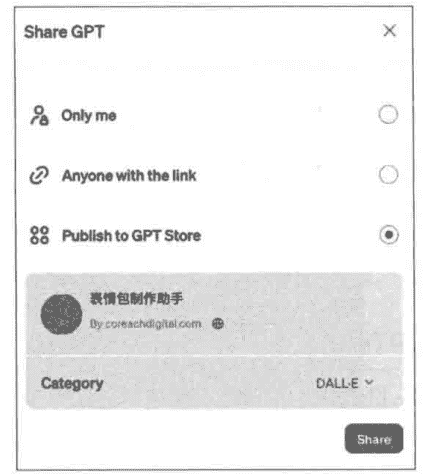 Share GPT
Only me
Anyone with the link
Publish to GPT Store
表情包制作助手
By coreachdigital.com
Category
DALL·E
Share